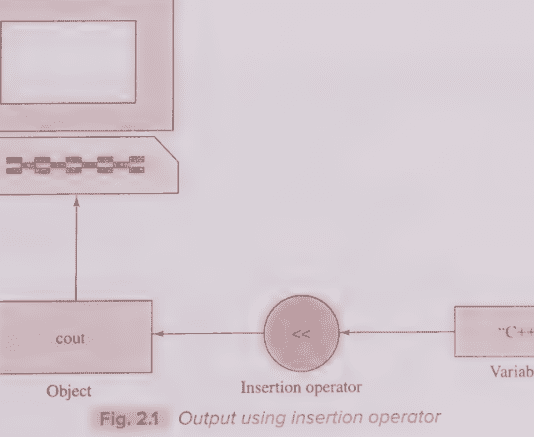 cout
<<
"C++
Object
Insertion operator
Variab
Fig. 2.1 Output using insertion operator